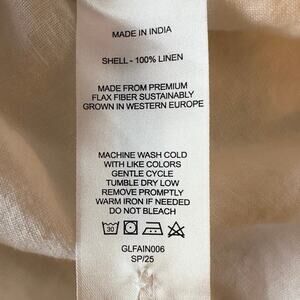 MADE IN INDIA
SHELL - 100% LINEN
MADE FROM PREMIUM
FLAX FIBER SUSTAINABLY
GROWN IN WESTERN EUROPE
MACHINE WASH COLD
WITH LIKE COLORS
GENTLE CYCLE
TUMBLE DRY LOW
REMOVE PROMPTLY
WARM IRON IF NEEDED
DO NOT BLEACH
30
GLFAIN006
SP/25